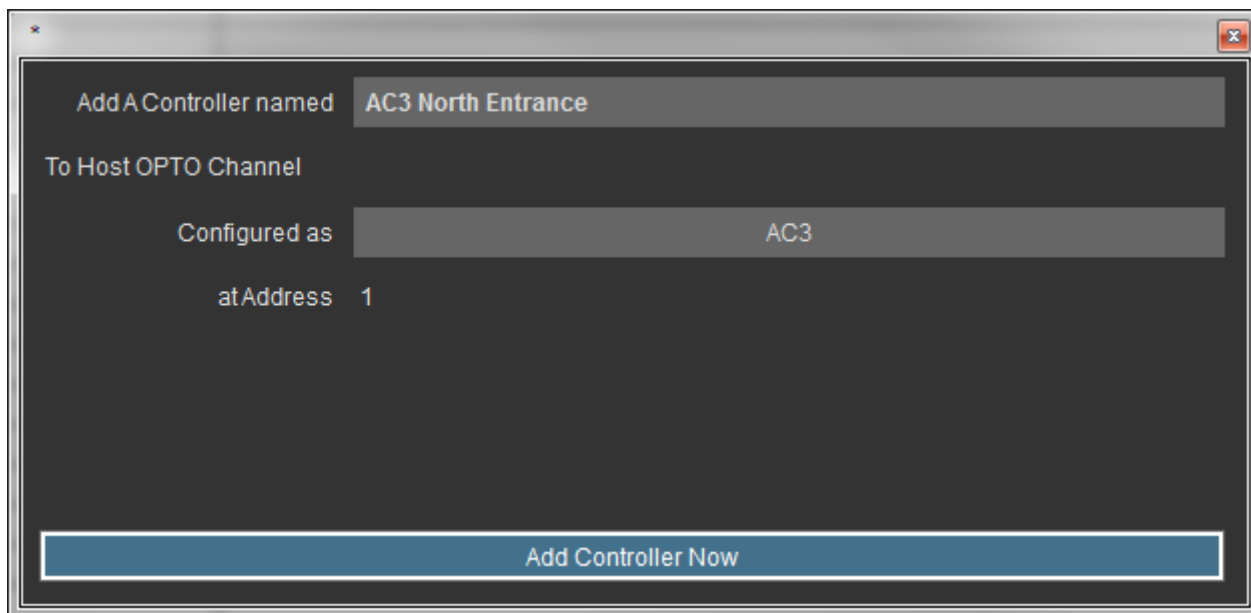 *
Add A Controller named AC3 North Entrance
To Host OPTO Channel
Configured as AC3
at Address 1
Add Controller Now